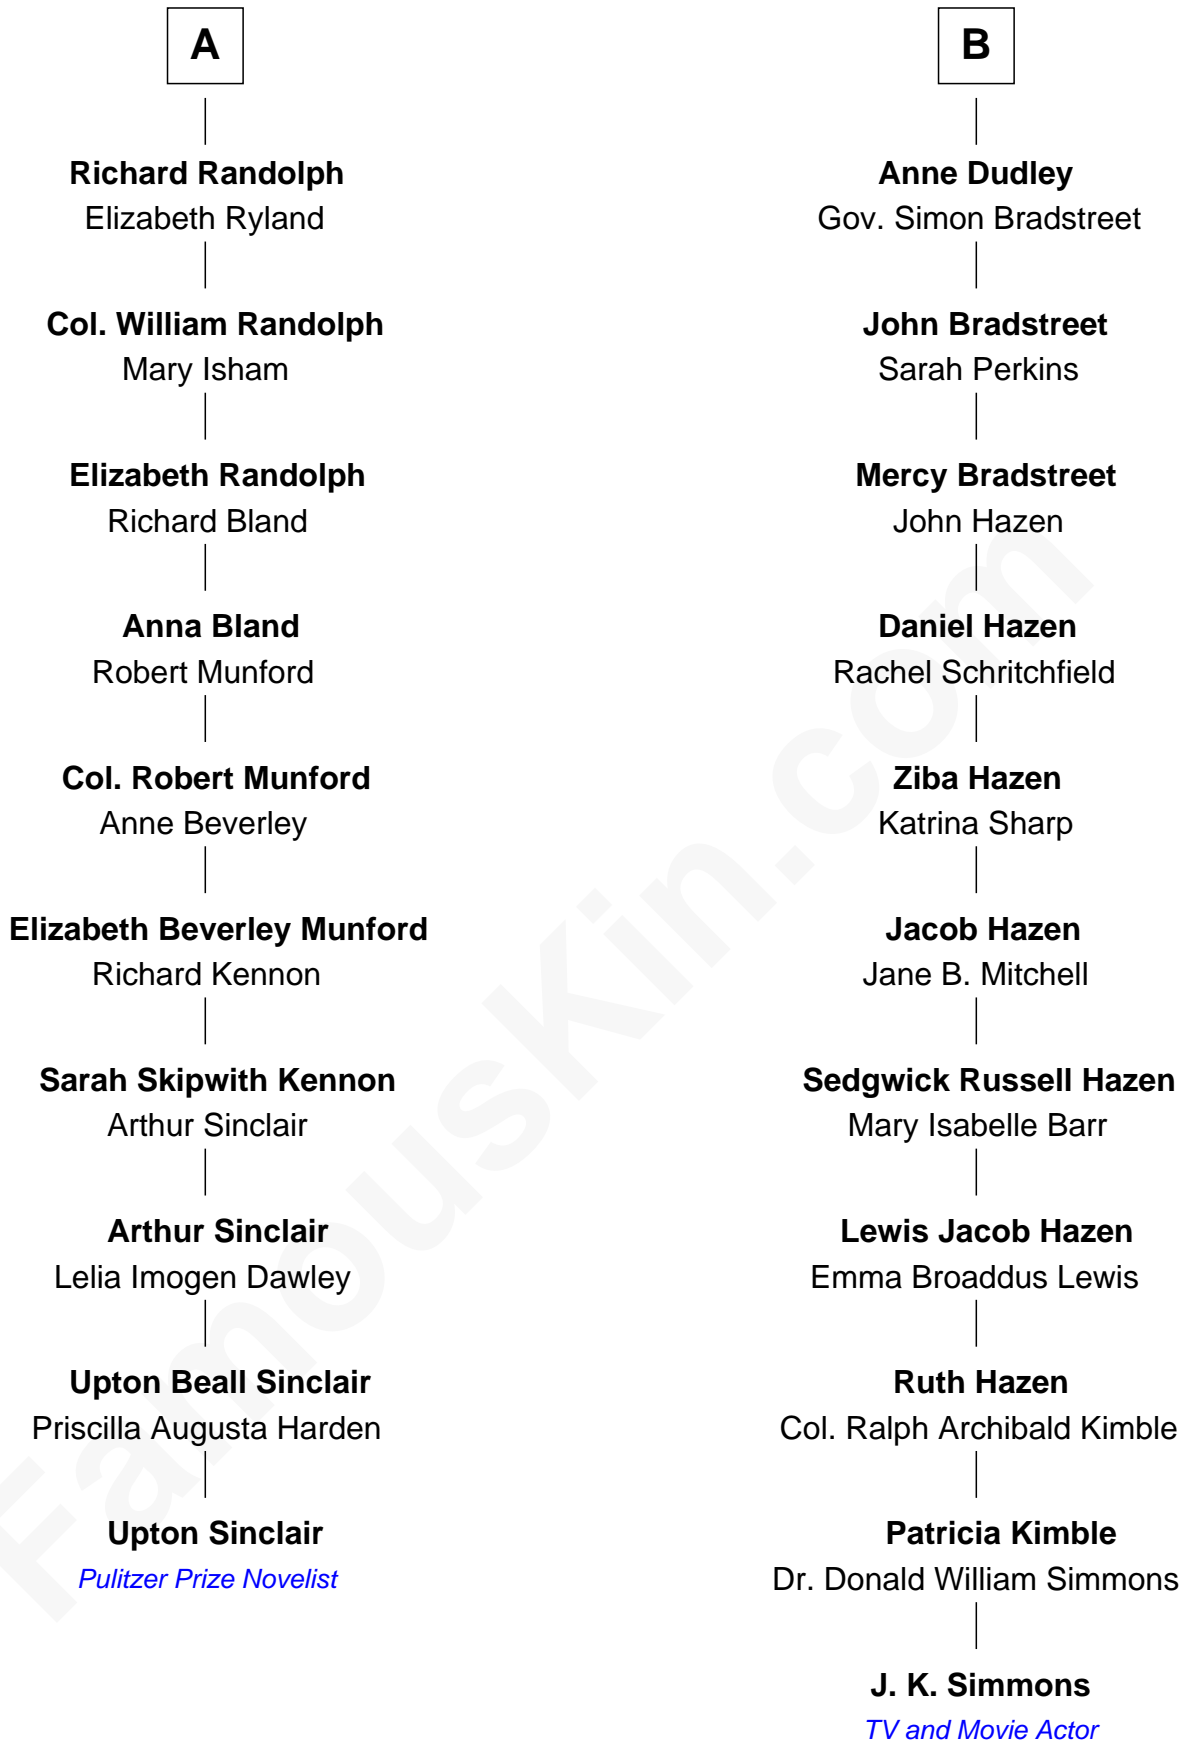 A
Richard Randolph
Elizabeth Ryland
Col. William Randolph
Mary Isham
Elizabeth Randolph
Richard Bland
Anna Bland
Robert Munford
Col. Robert Munford
Anne Beverley
Elizabeth Beverley Munford
Richard Kennon
Sarah Skipwith Kennon
Arthur Sinclair
Arthur Sinclair
Lelia Imogen Dawley
Upton Beall Sinclair
Priscilla Augusta Harden
Upton Sinclair
Pulitzer Prize Novelist
B
Anne Dudley
Gov. Simon Bradstreet
John Bradstreet
Sarah Perkins
Mercy Bradstreet
John Hazen
Daniel Hazen
Rachel Schritchfield
Ziba Hazen
Katrina Sharp
Jacob Hazen
Jane B. Mitchell
Sedgwick Russell Hazen
Mary Isabelle Barr
Lewis Jacob Hazen
Emma Broaddus Lewis
Ruth Hazen
Col. Ralph Archibald Kimble
Patricia Kimble
Dr. Donald William Simmons
J. K. Simmons
TV and Movie Actor
FamousKin.com